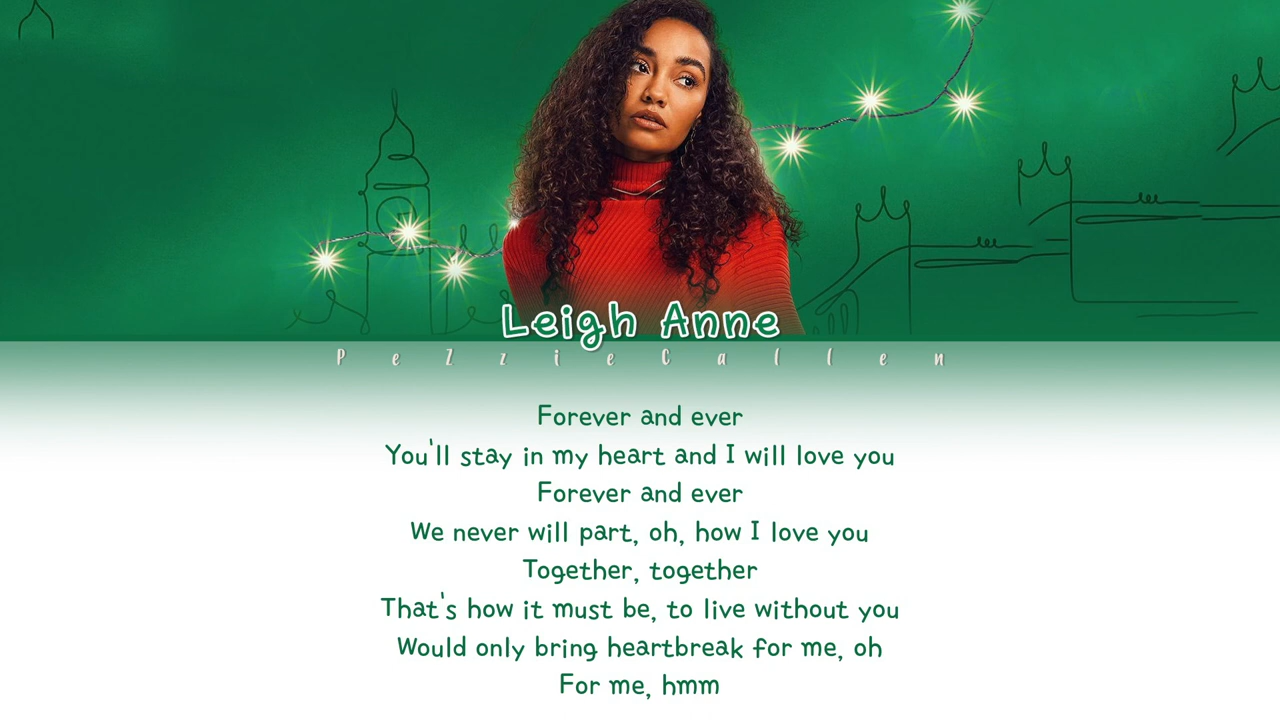 Leigh Anne
PeZzieCallen
Forever and ever
You'll stay in my heart and I will love you
Forever and ever
We never will part, oh, how I love you
Together, together
That's how it must be, to live without you
Would only bring heartbreak for me, oh
For me, hmm